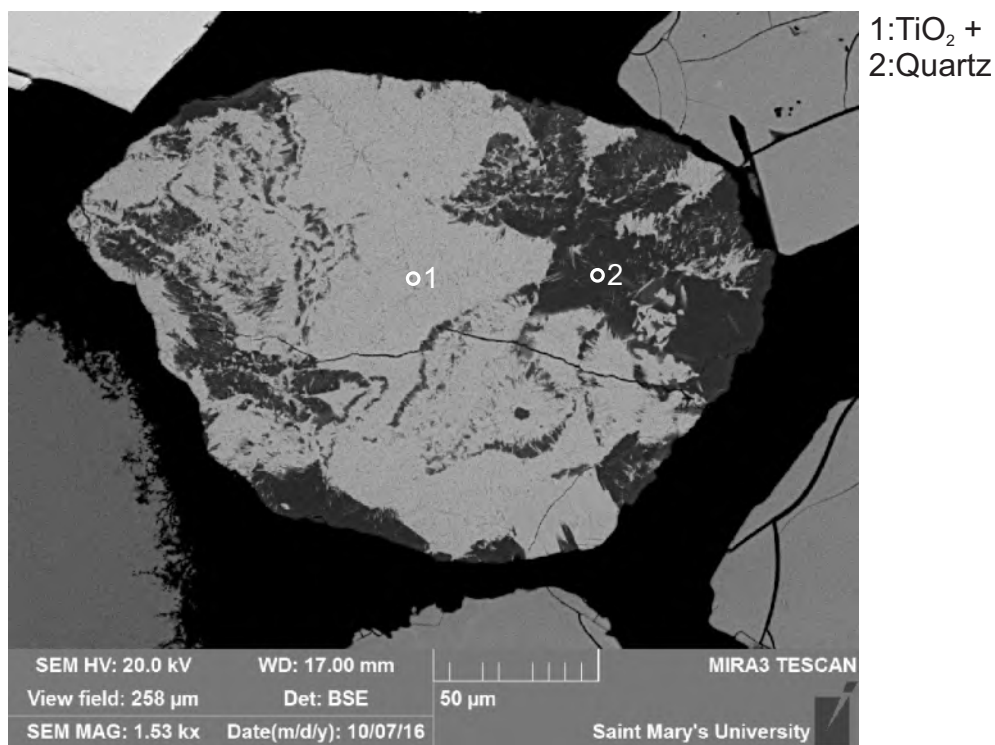 1:TiO₂ +
2:Quartz
1
2
SEM HV: 20.0 kV WD: 17.00 mm MIRA3 TESCAN
View field: 258 µm Det: BSE 50 µm
SEM MAG: 1.53 kx Date(m/d/y): 10/07/16 Saint Mary's University